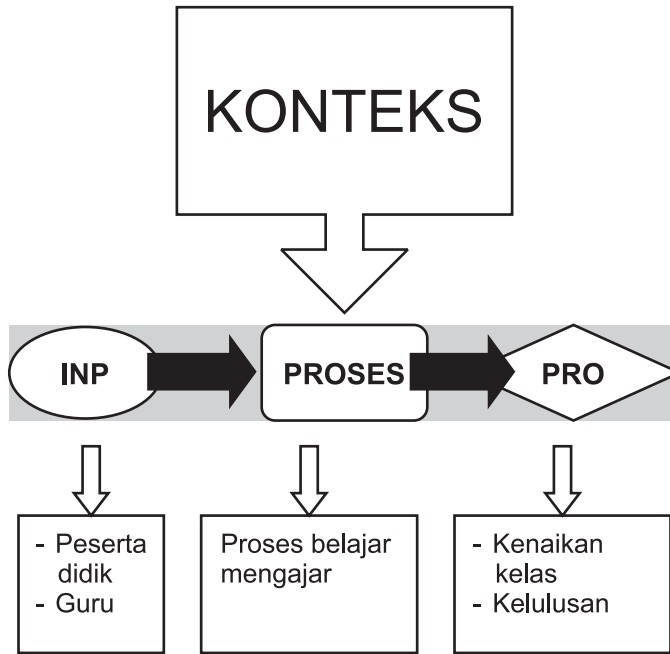 KONTEKS
INP
PROSES
PRO
- Peserta
didik
- Guru
Proses belajar
mengajar
- Kenaikan
kelas
- Kelulusan